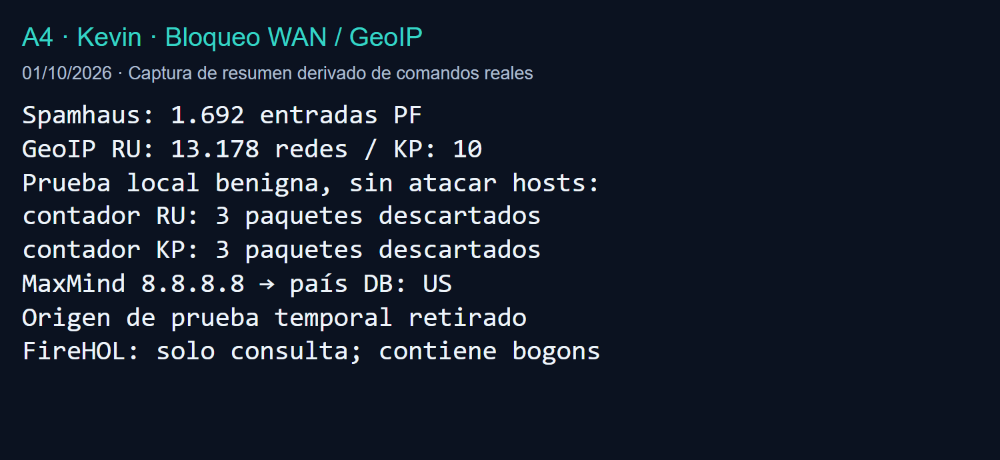 A4 · Kevin · Bloqueo WAN / GeoIP
01/10/2026 · Captura de resumen derivado de comandos reales
Spamhaus: 1.692 entradas PF
GeoIP RU: 13.178 redes / KP: 10
Prueba local benigna, sin atacar hosts:
contador RU: 3 paquetes descartados
contador KP: 3 paquetes descartados
MaxMind 8.8.8.8 → país DB: US
Origen de prueba temporal retirado
FireHOL: solo consulta; contiene bogons